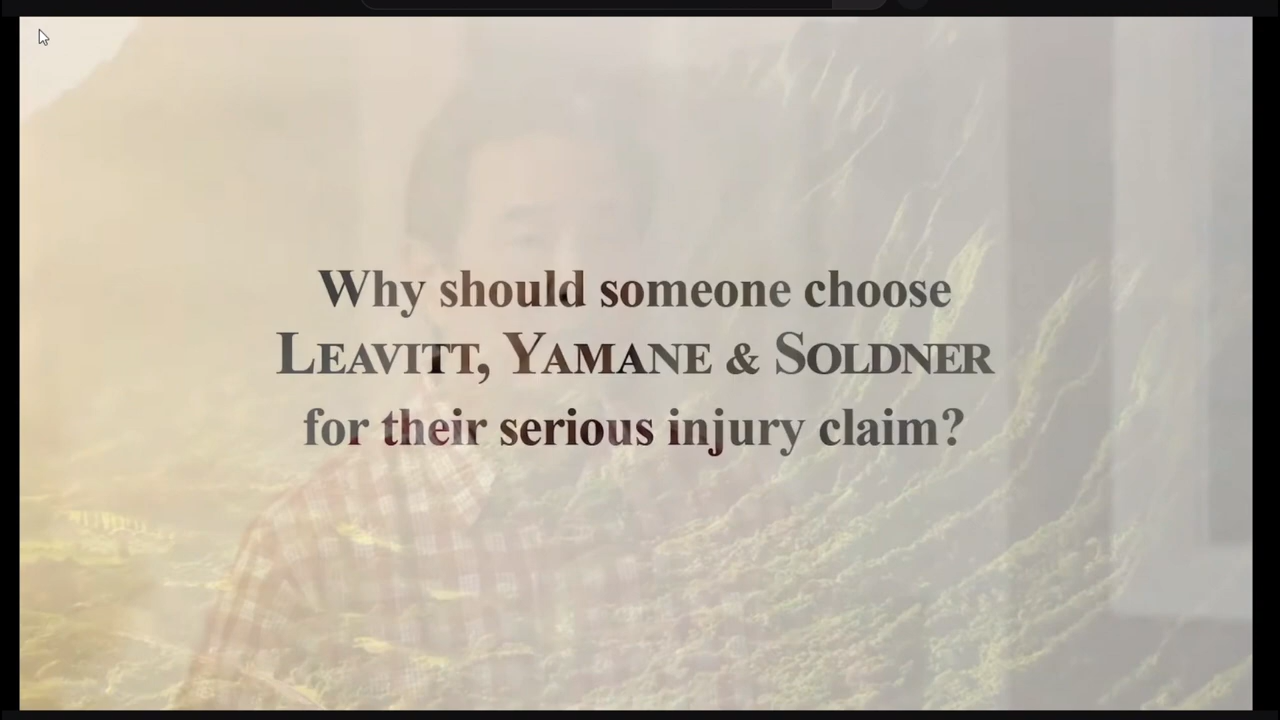 Why should someone choose
LEAVITT, YAMANE & SOLDNER
for their serious injury claim?